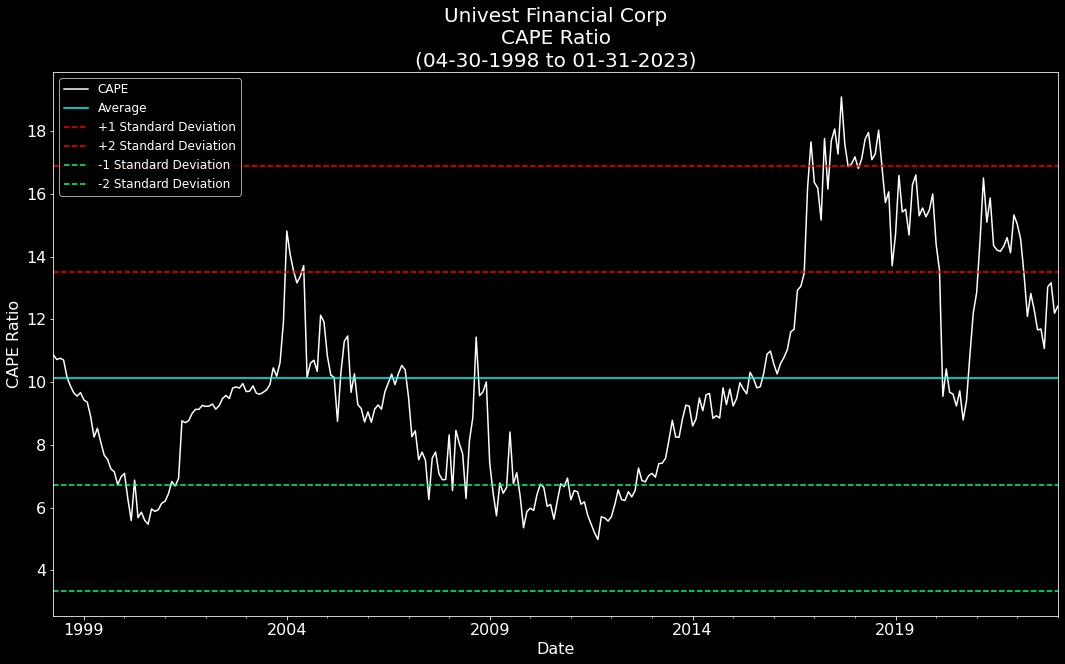 Univest Financial Corp
CAPE Ratio
(04-30-1998 to 01-31-2023)
CAPE
Average
+1 Standard Deviation
+2 Standard Deviation
-1 Standard Deviation
-2 Standard Deviation
CAPE Ratio
18
16
14
12
10
8
6
4
1999
2004
2009
2014
2019
Date